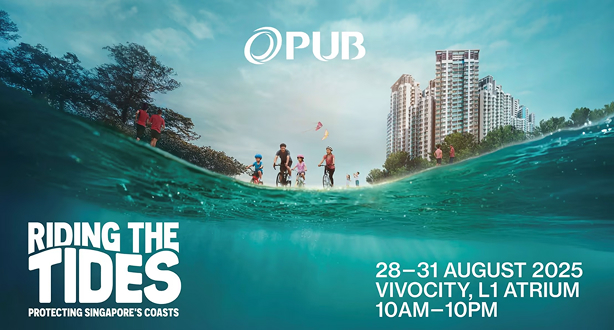 PUB
RIDING THE
TIDES
PROTECTING SINGAPORE'S COASTS
28–31 AUGUST 2025
VIVOCITY, L1 ATRIUM
10AM–10PM